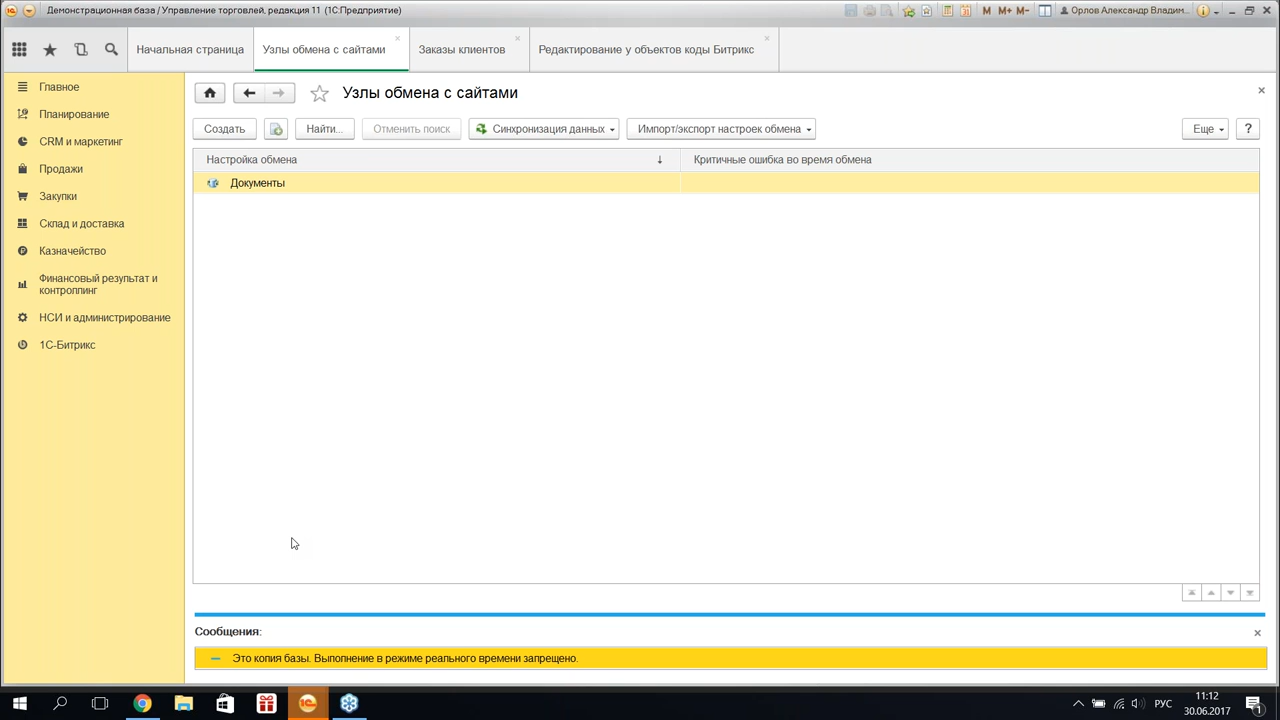 Демонстрационная база / Управление торговлей, редакция 11 (1С:Предприятие)
M M+ M- Орлов Александр Владим...
Начальная страница
Узлы обмена с сайтами
Заказы клиентов
Редактирование у объектов коды Битрикс
Главное
Планирование
CRM и маркетинг
Продажи
Закупки
Склад и доставка
Казначейство
Финансовый результат и
контроллинг
НСИ и администрирование
1С-Битрикс
Узлы обмена с сайтами
Создать
Найти...
Отменить поиск
Синхронизация данных
Импорт/экспорт настроек обмена
Еще
?
Настройка обмена ↓
Критичные ошибка во время обмена
Документы
Сообщения:
Это копия базы. Выполнение в режиме реального времени запрещено.
РУС
11:12
30.06.2017
1